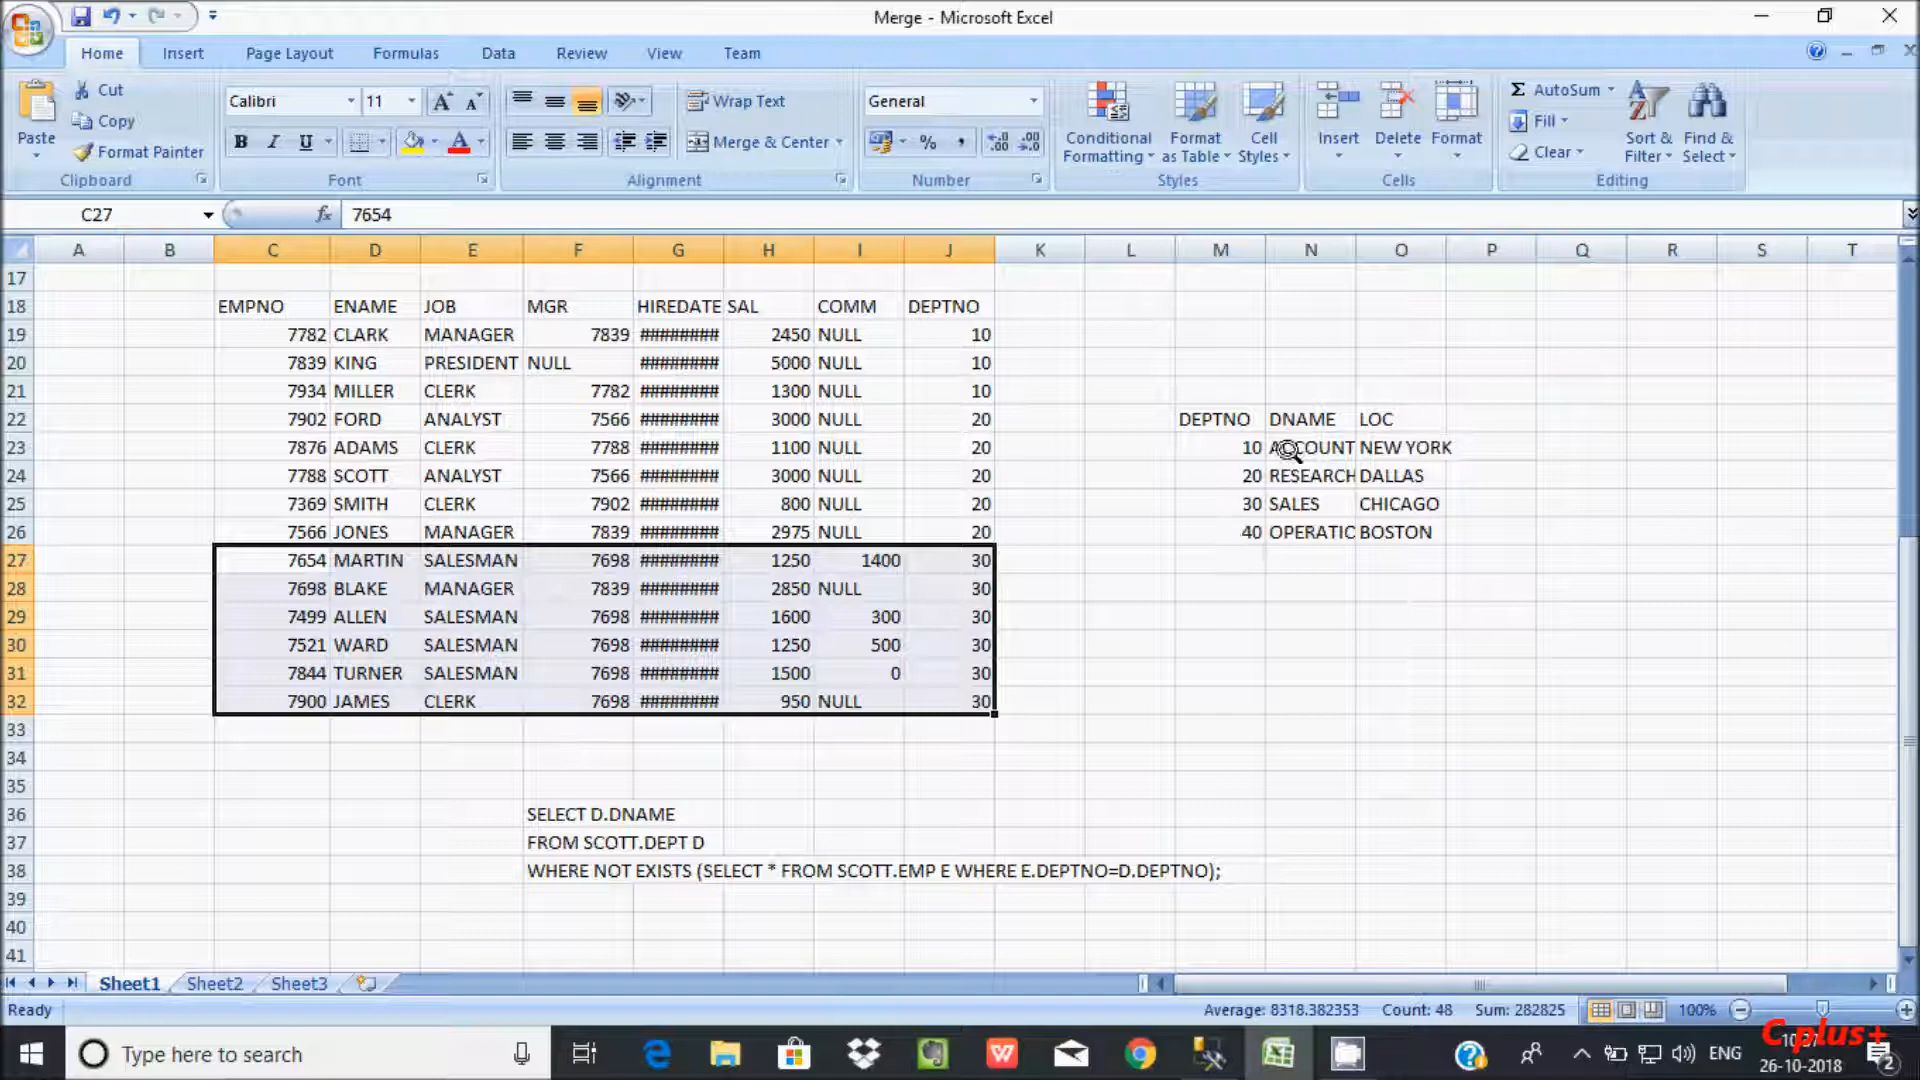 Merge - Microsoft Excel
Home Insert Page Layout Formulas Data Review View Team
Paste
Cut
Copy
Format Painter
Clipboard
Calibri 11
B I U
Font
Wrap Text
Merge & Center
Alignment
General
% ,
Number
Conditional Formatting
Format as Table
Cell Styles
Styles
Insert Delete Format
Cells
Σ AutoSum
Fill
Clear
Sort & Filter
Find & Select
Editing
C27 fx 7654
A B C D E F G H I J K L M N O P Q R S T
17
18 EMPNO ENAME JOB MGR HIREDATE SAL COMM DEPTNO
19 7782 CLARK MANAGER 7839 ######## 2450 NULL 10
20 7839 KING PRESIDENT NULL ######## 5000 NULL 10
21 7934 MILLER CLERK 7782 ######## 1300 NULL 10
22 7902 FORD ANALYST 7566 ######## 3000 NULL 20 DEPTNO DNAME LOC
23 7876 ADAMS CLERK 7788 ######## 1100 NULL 20 10 ACCOUNT NEW YORK
24 7788 SCOTT ANALYST 7566 ######## 3000 NULL 20 20 RESEARCH DALLAS
25 7369 SMITH CLERK 7902 ######## 800 NULL 20 30 SALES CHICAGO
26 7566 JONES MANAGER 7839 ######## 2975 NULL 20 40 OPERATIC BOSTON
27 7654 MARTIN SALESMAN 7698 ######## 1250 1400 30
28 7698 BLAKE MANAGER 7839 ######## 2850 NULL 30
29 7499 ALLEN SALESMAN 7698 ######## 1600 300 30
30 7521 WARD SALESMAN 7698 ######## 1250 500 30
31 7844 TURNER SALESMAN 7698 ######## 1500 0 30
32 7900 JAMES CLERK 7698 ######## 950 NULL 30
33
34
35
36 SELECT D.DNAME
37 FROM SCOTT.DEPT D
38 WHERE NOT EXISTS (SELECT * FROM SCOTT.EMP E WHERE E.DEPTNO=D.DEPTNO);
39
40
41
Sheet1 Sheet2 Sheet3
Ready Average: 8318.382353 Count: 48 Sum: 282825 100%
Type here to search
ENG
C plus+
26-10-2018
2